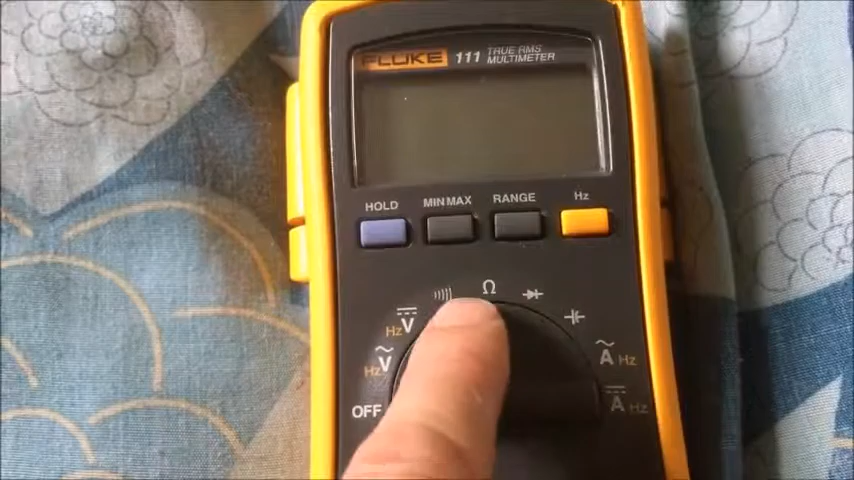 FLUKE 111 TRUE RMS MULTIMETER
HOLD MIN MAX RANGE Hz
Ω
V Hz
V Hz
A Hz
A Hz
OFF